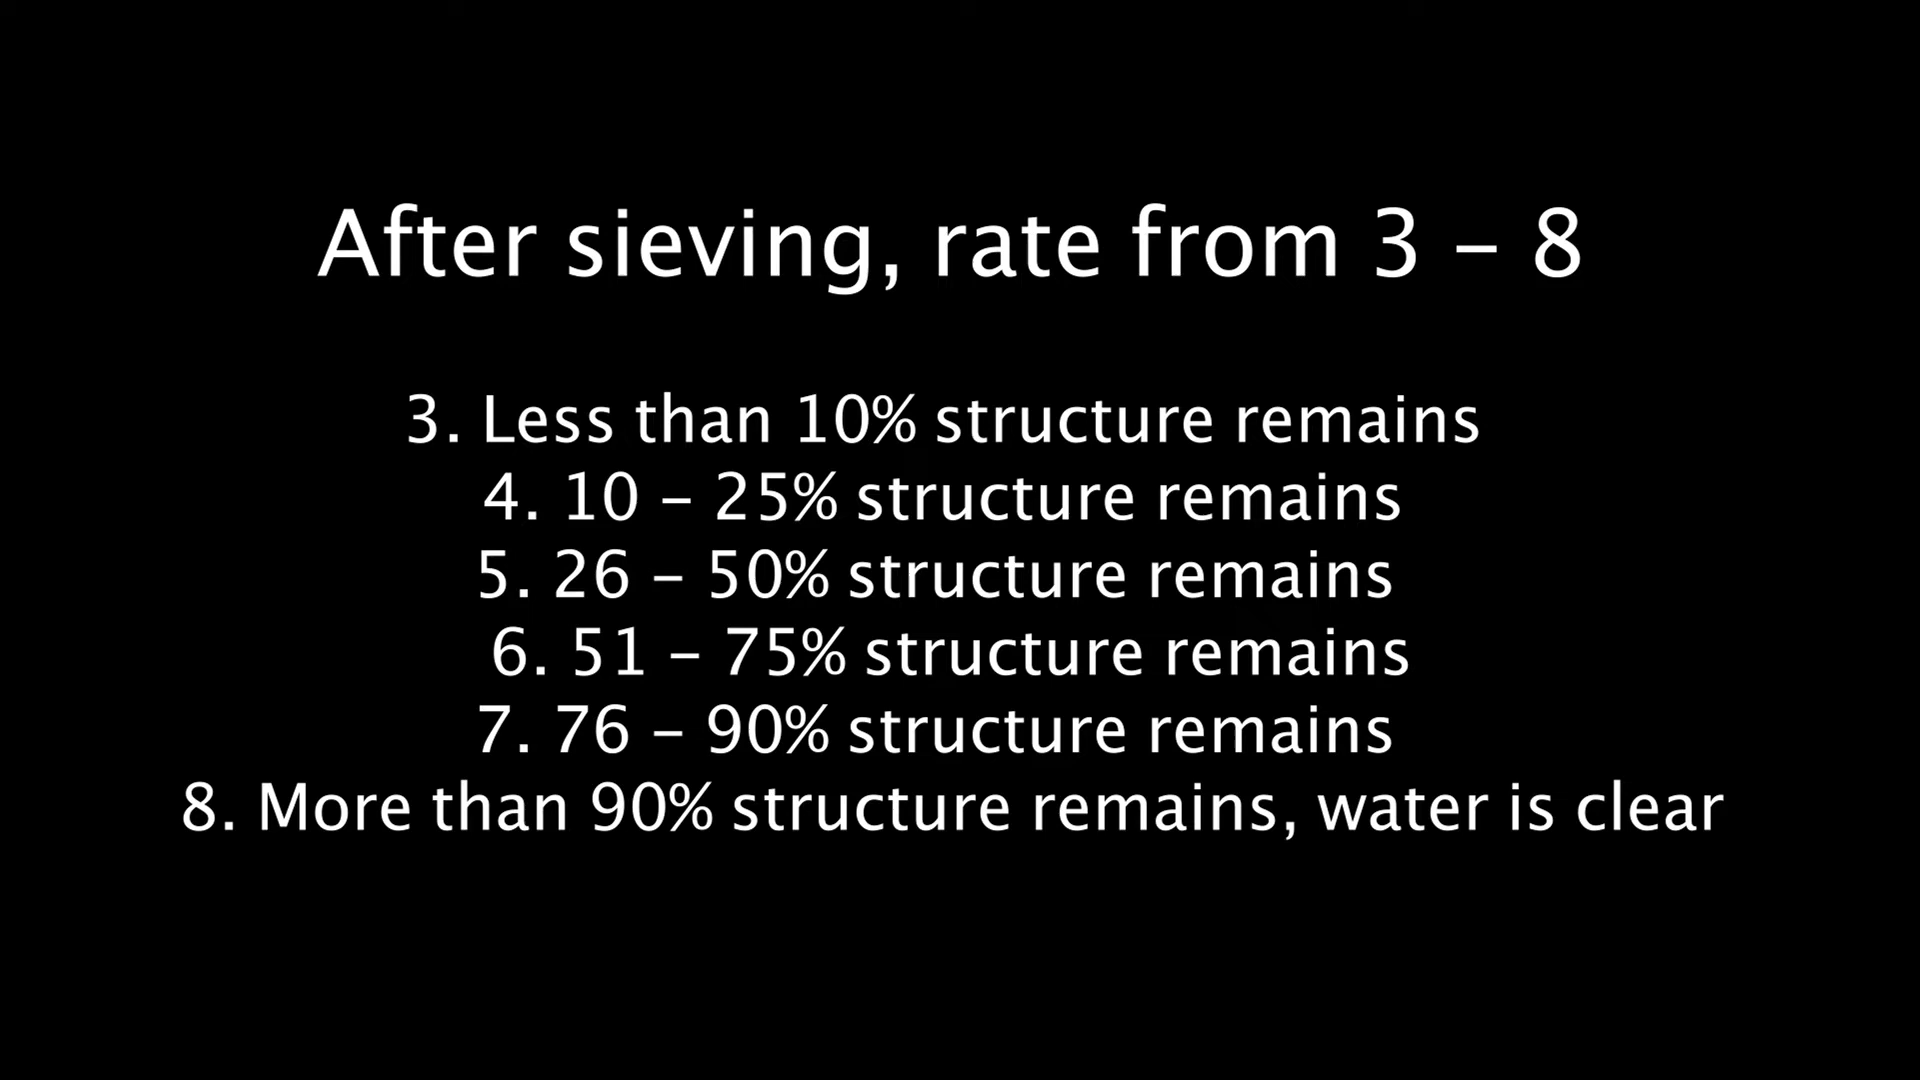 After sieving, rate from 3 – 8
3. Less than 10% structure remains
4. 10 – 25% structure remains
5. 26 – 50% structure remains
6. 51 – 75% structure remains
7. 76 – 90% structure remains
8. More than 90% structure remains, water is clear